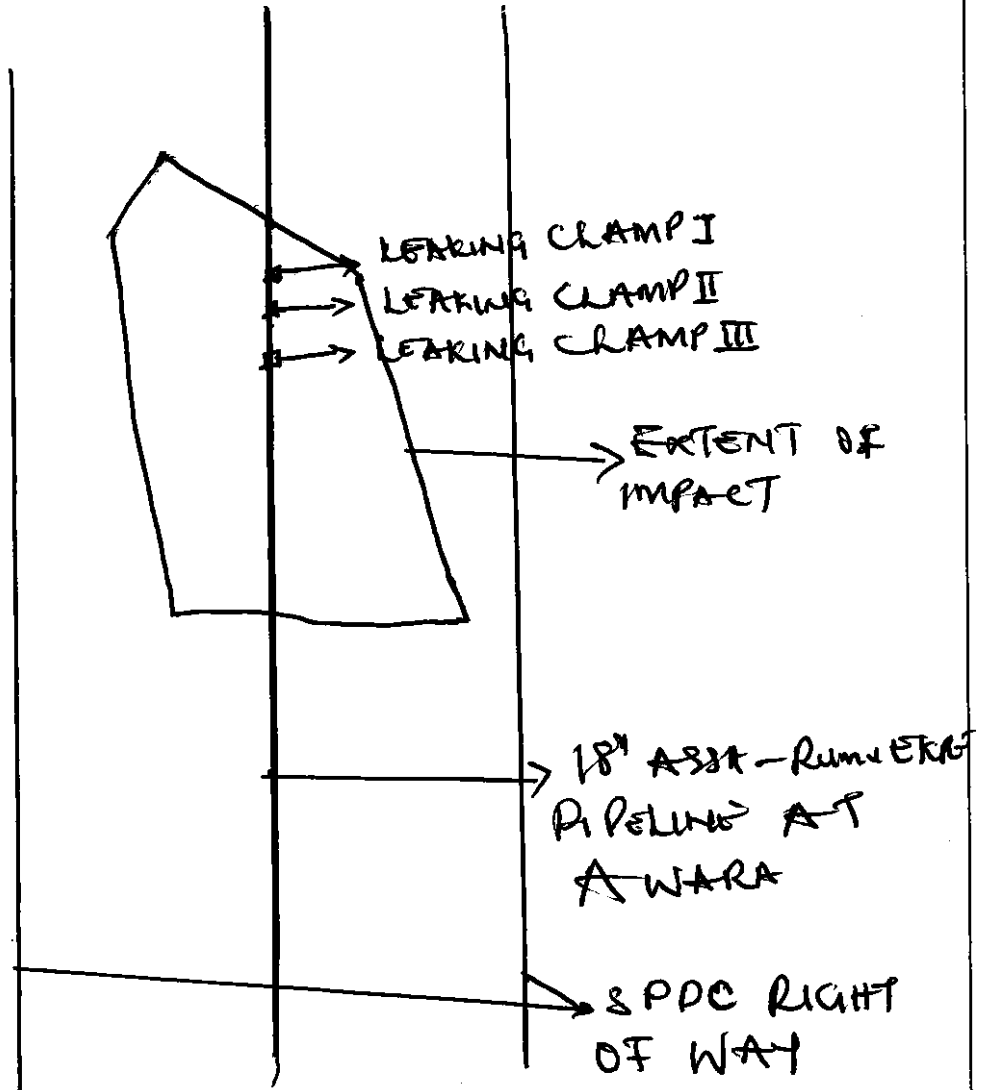 LEAKING CLAMP I
LEAKING CLAMP II
LEAKING CLAMP III
EXTENT OF
IMPACT
18" ASSA - RUMUEKPE
PIPELINE AT
AWARA
SPDC RIGHT
OF WAY